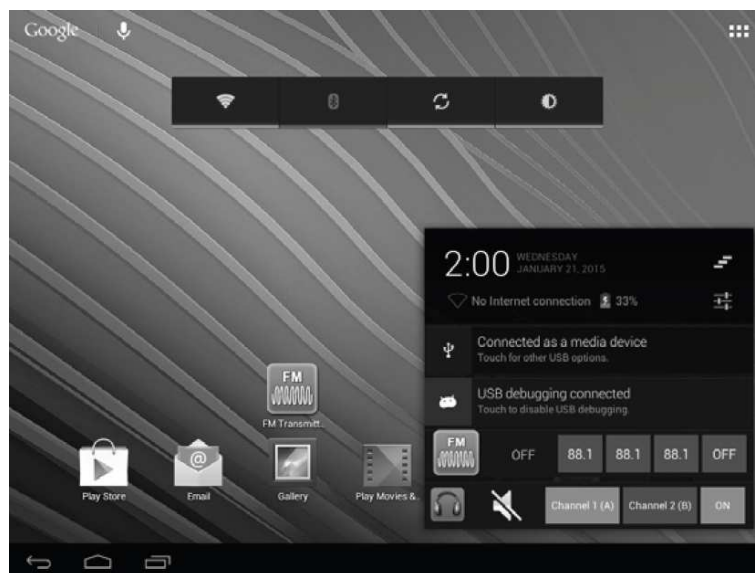 Google
2:00 WEDNESDAY
JANUARY 21, 2015
No Internet connection 33%
Connected as a media device
Touch for other USB options.
USB debugging connected
Touch to disable USB debugging.
FM
FM Transmitt..
FM OFF 88.1 88.1 88.1 OFF
Channel 1 (A) Channel 2 (B) ON
Play Store Email Gallery Play Movies &..